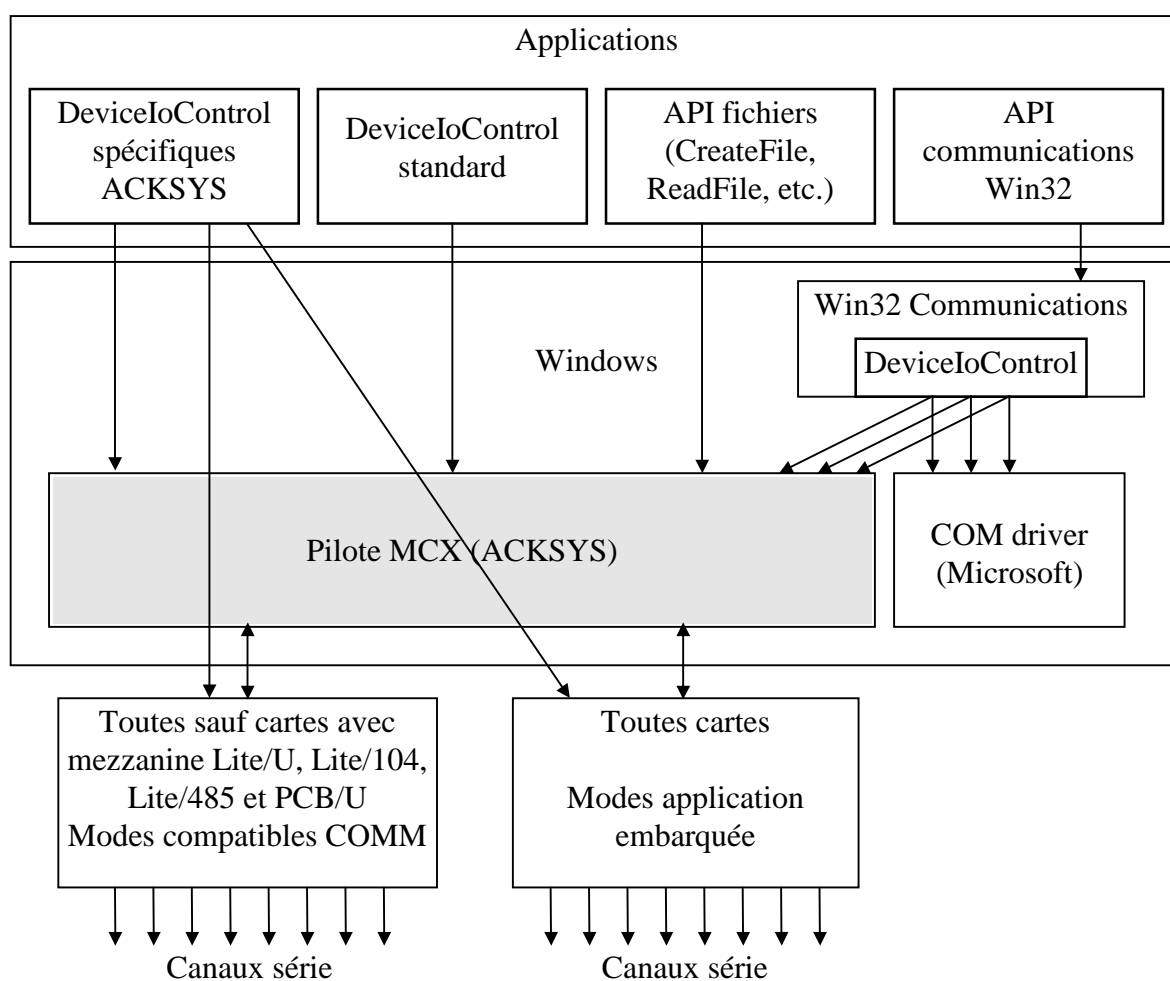 Applications
DeviceIoControl
spécifiques
ACKSYS
DeviceIoControl
standard
API fichiers
(CreateFile,
ReadFile, etc.)
API
communications
Win32
Win32 Communications
DeviceIoControl
Windows
Pilote MCX (ACKSYS)
COM driver
(Microsoft)
Toutes sauf cartes avec
mezzanine Lite/U, Lite/104,
Lite/485 et PCB/U
Modes compatibles COMM
Toutes cartes
Modes application
embarquée
Canaux série
Canaux série